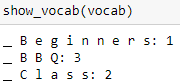 show_vocab(vocab)
_ B e g i n n e r s: 1
_ B B Q: 3
_ C l a s s: 2